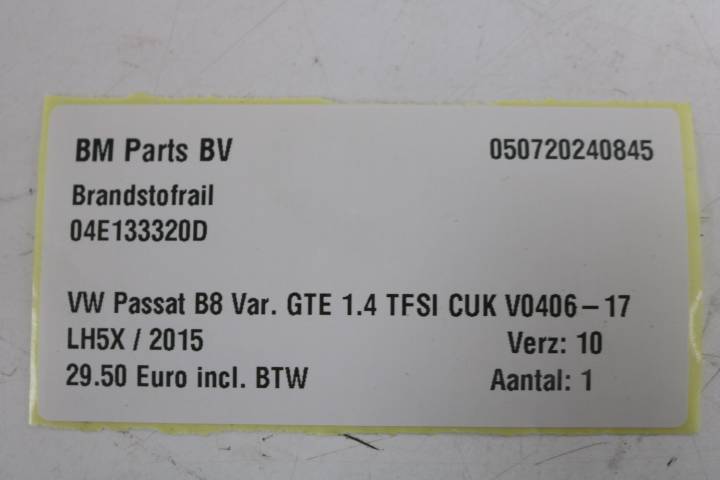 BM Parts BV 050720240845
Brandstofrail
04E133320D
VW Passat B8 Var. GTE 1.4 TFSI CUK V0406-17
LH5X / 2015 Verz: 10
29.50 Euro incl. BTW Aantal: 1